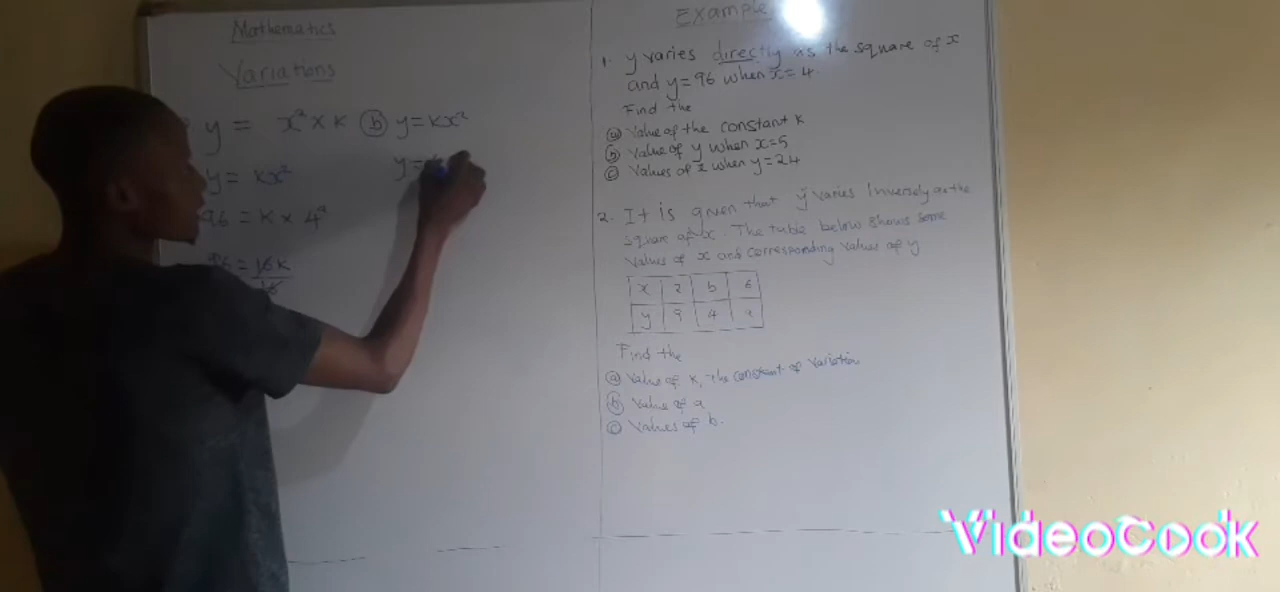 Mathematics
Variations
y = x² × k
y = kx²
96 = k × 4²
96 = 16k
16
(b) y = kx²
y =
Example
1. y varies directly as the square of x
and y = 96 when x = 4.
Find the
(a) Value of the constant k
(b) Value of y when x = 5
(c) Values of x when y = 24
2. It is given that y varies Inversely as the
square of x. The table below shows some
values of x and corresponding values of y
x 2 b 6
y 9 4 a
Find the
(a) Value of k, the constant of variation
(b) Value of a
(c) Values of b.
VideoCook